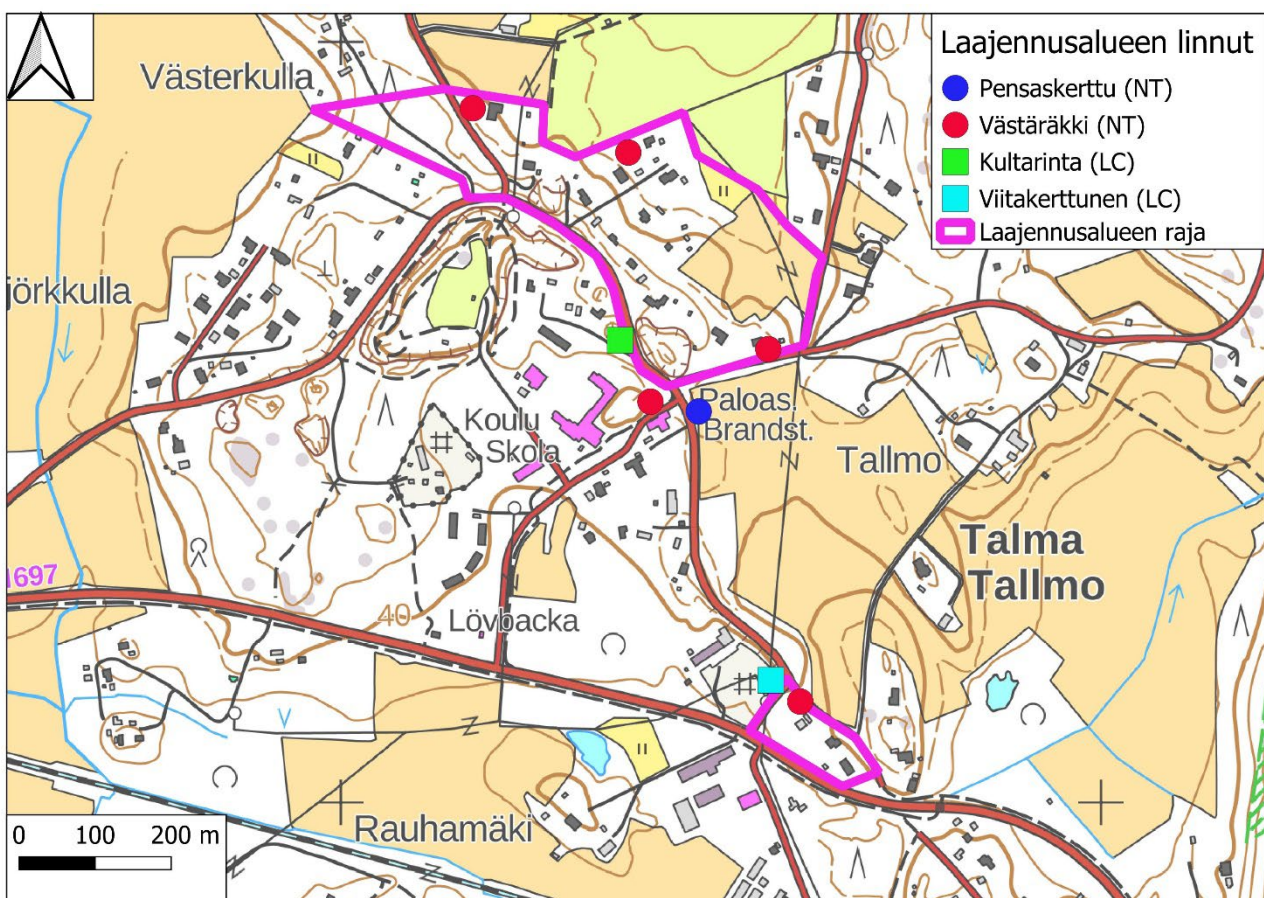 Västerkulla
Laajennusalueen linnut
Pensaskerttu (NT)
Västäräkki (NT)
Kultarinta (LC)
Viitakerttunen (LC)
Laajennusalueen raja
jörkkulla
Koulu
Skola
Paloas.
Brandst.
Tallmo
Talma
Tallmo
1697
40
Lövbacka
Rauhamäki
0 100 200 m